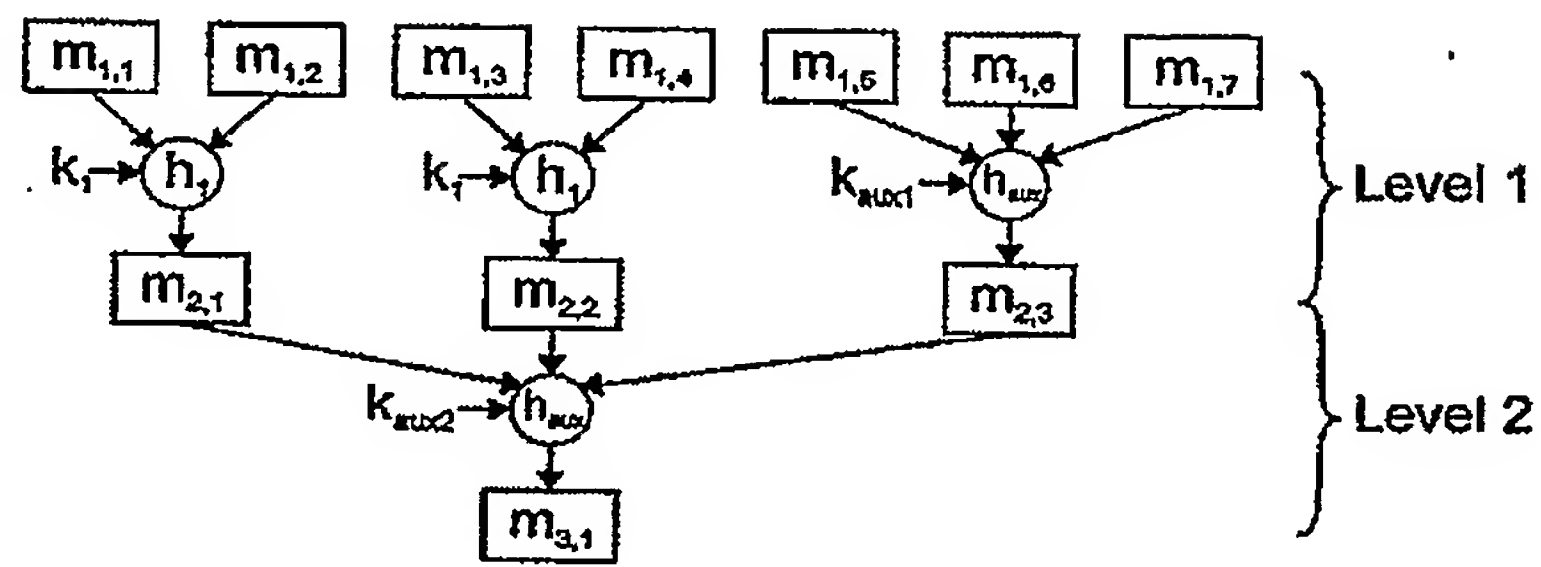 m1,1 m1,2 m1,3 m1,4 m1,5 m1,6 m1,7
k1 h1 k1 h1 kaux1 haux Level 1
m2,1 m2,2 m2,3
kaux2 haux Level 2
m3,1